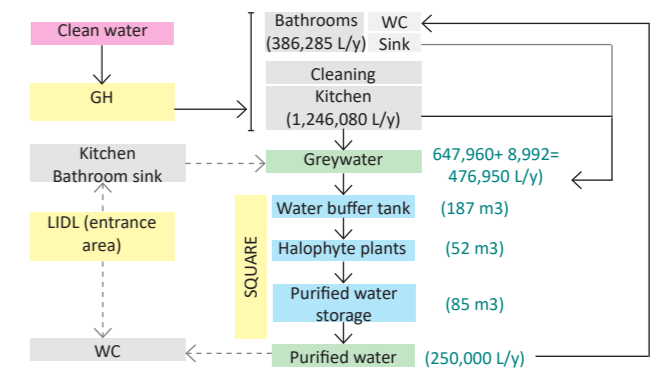 Clean water
GH
Bathrooms
(386,285 L/y)
WC
Sink
Cleaning
Kitchen
(1,246,080 L/y)
Kitchen
Bathroom sink
Greywater
647,960+ 8,992=
476,950 L/y)
LIDL (entrance
area)
SQUARE
Water buffer tank
(187 m3)
Halophyte plants
(52 m3)
Purified water
storage
(85 m3)
WC
Purified water
(250,000 L/y)